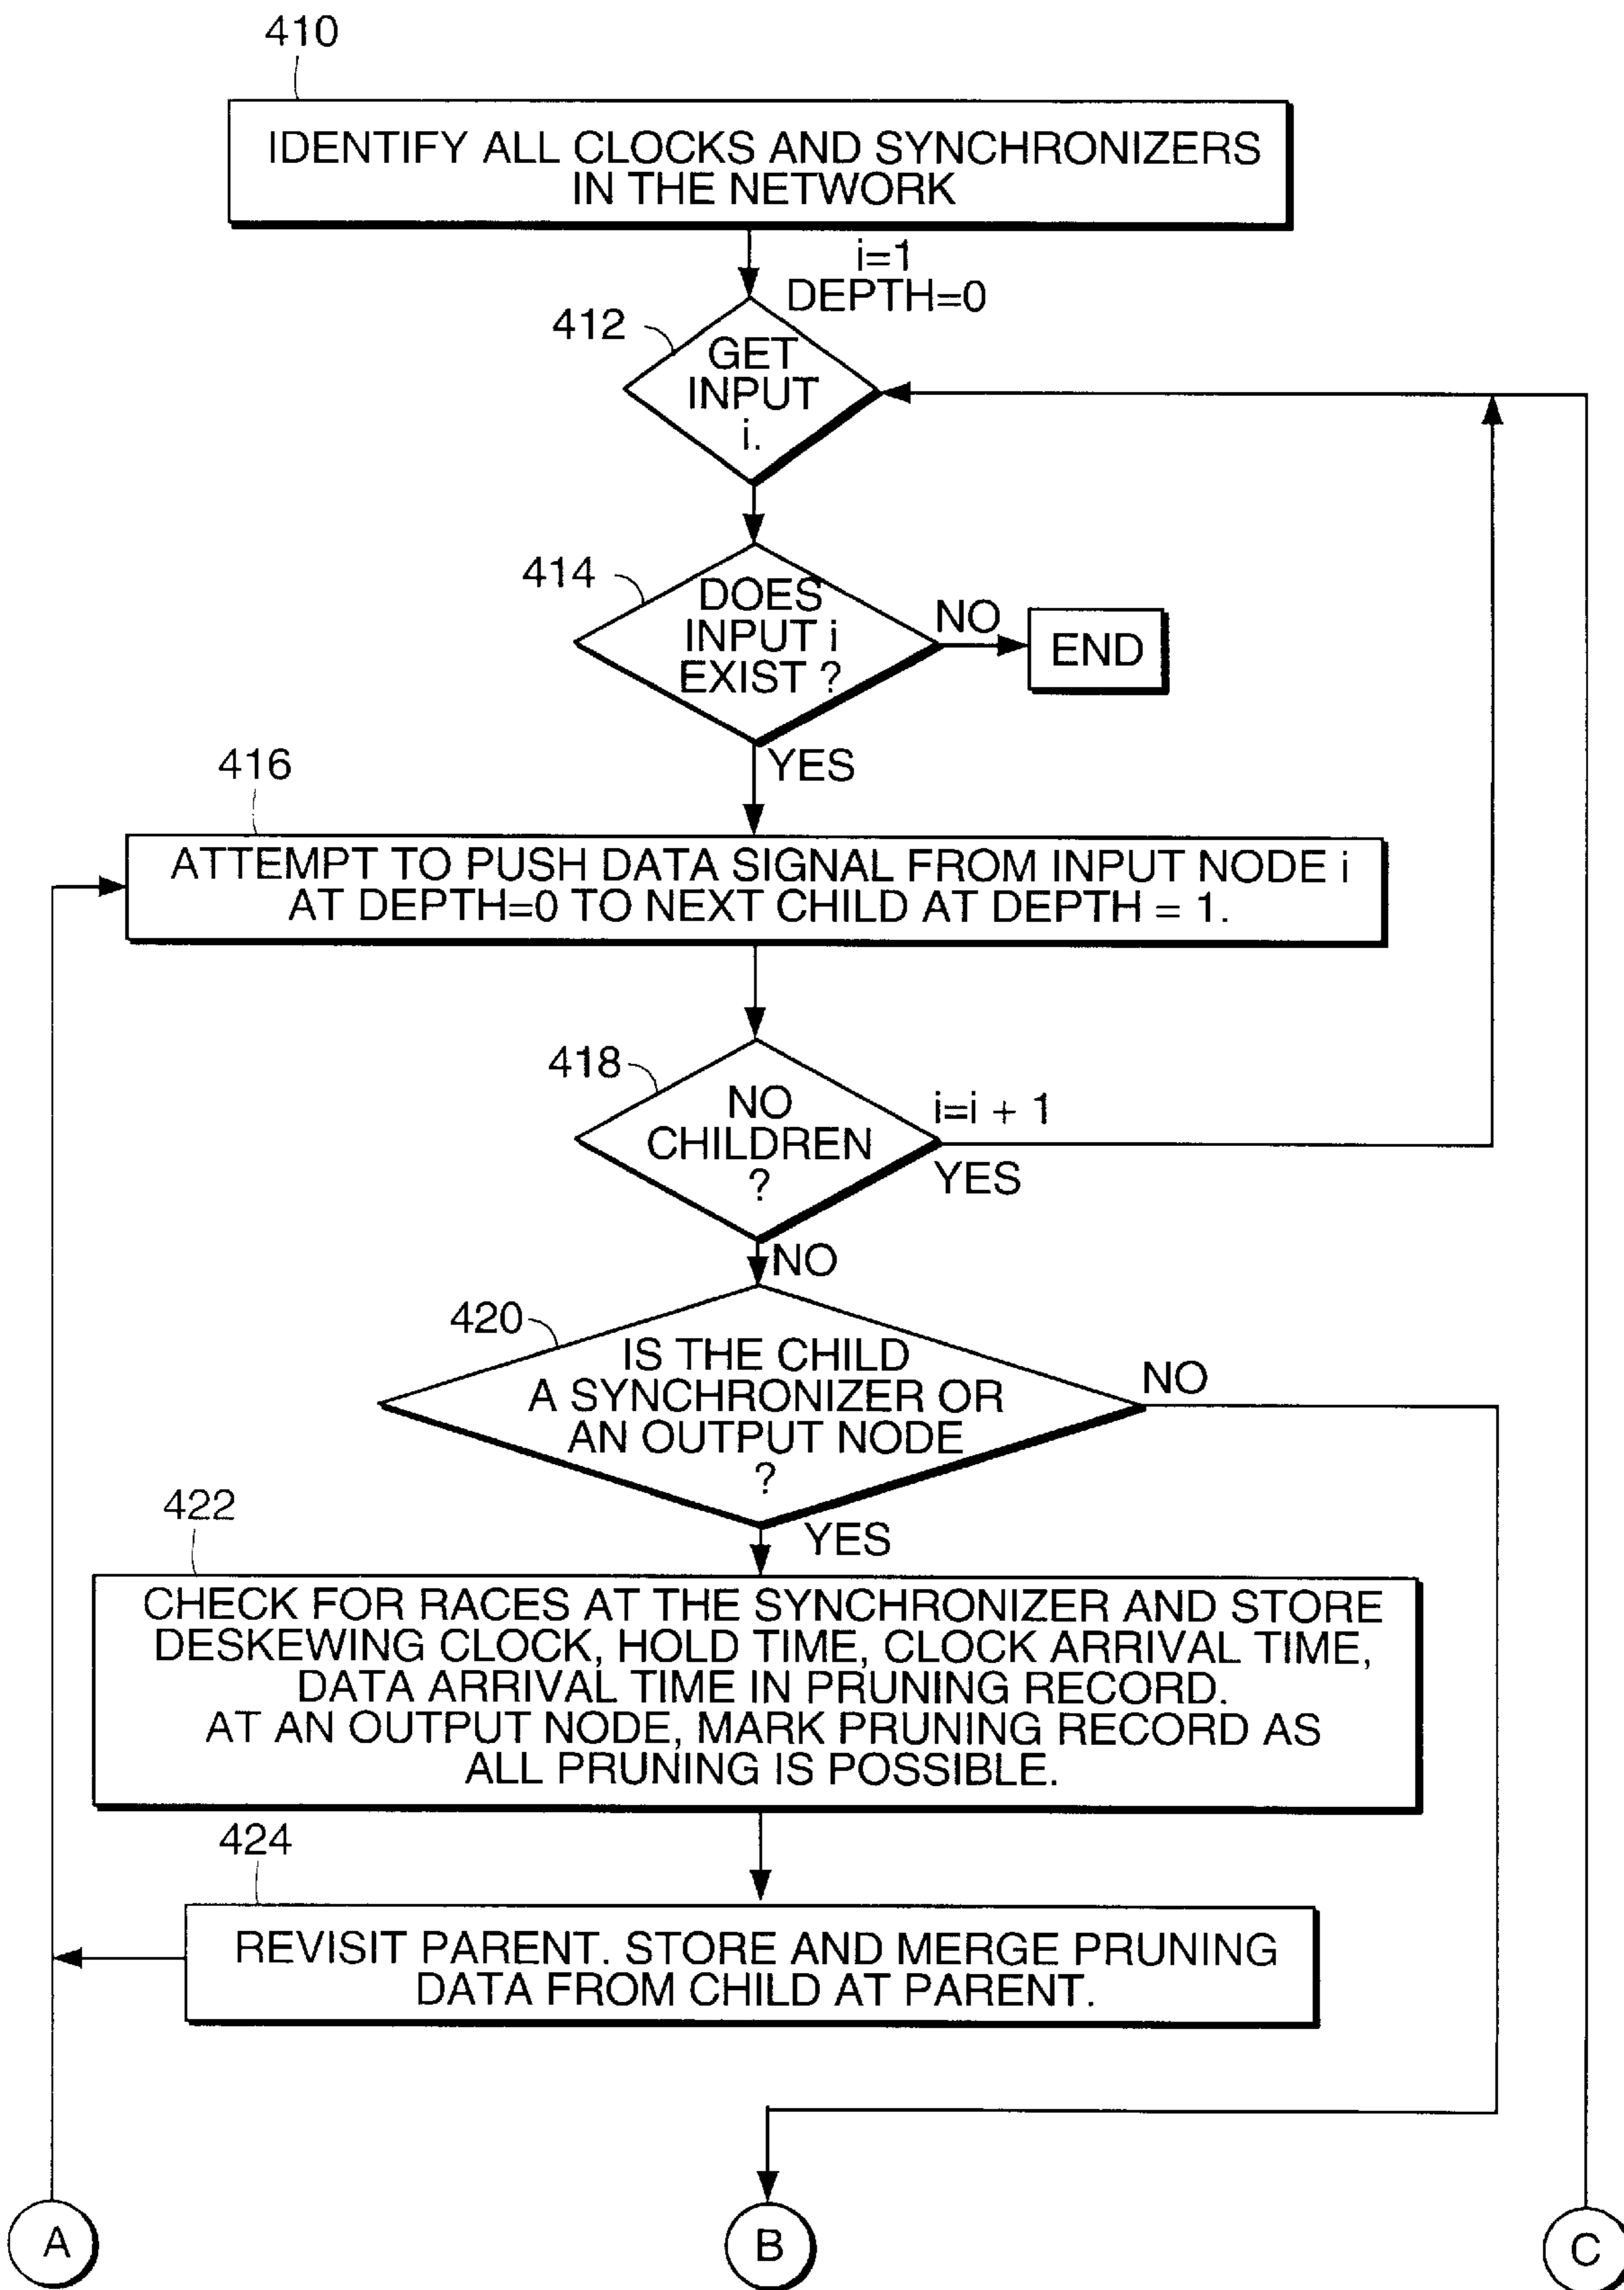 410
IDENTIFY ALL CLOCKS AND SYNCHRONIZERS
IN THE NETWORK
i=1
DEPTH=0
412
GET
INPUT
i.
414
DOES
INPUT i
EXIST ?
NO
END
YES
416
ATTEMPT TO PUSH DATA SIGNAL FROM INPUT NODE i
AT DEPTH=0 TO NEXT CHILD AT DEPTH = 1.
418
NO
CHILDREN
?
i=i + 1
YES
NO
420
IS THE CHILD
A SYNCHRONIZER OR
AN OUTPUT NODE
?
NO
YES
422
CHECK FOR RACES AT THE SYNCHRONIZER AND STORE
DESKEWING CLOCK, HOLD TIME, CLOCK ARRIVAL TIME,
DATA ARRIVAL TIME IN PRUNING RECORD.
AT AN OUTPUT NODE, MARK PRUNING RECORD AS
ALL PRUNING IS POSSIBLE.
424
REVISIT PARENT. STORE AND MERGE PRUNING
DATA FROM CHILD AT PARENT.
A
B
C